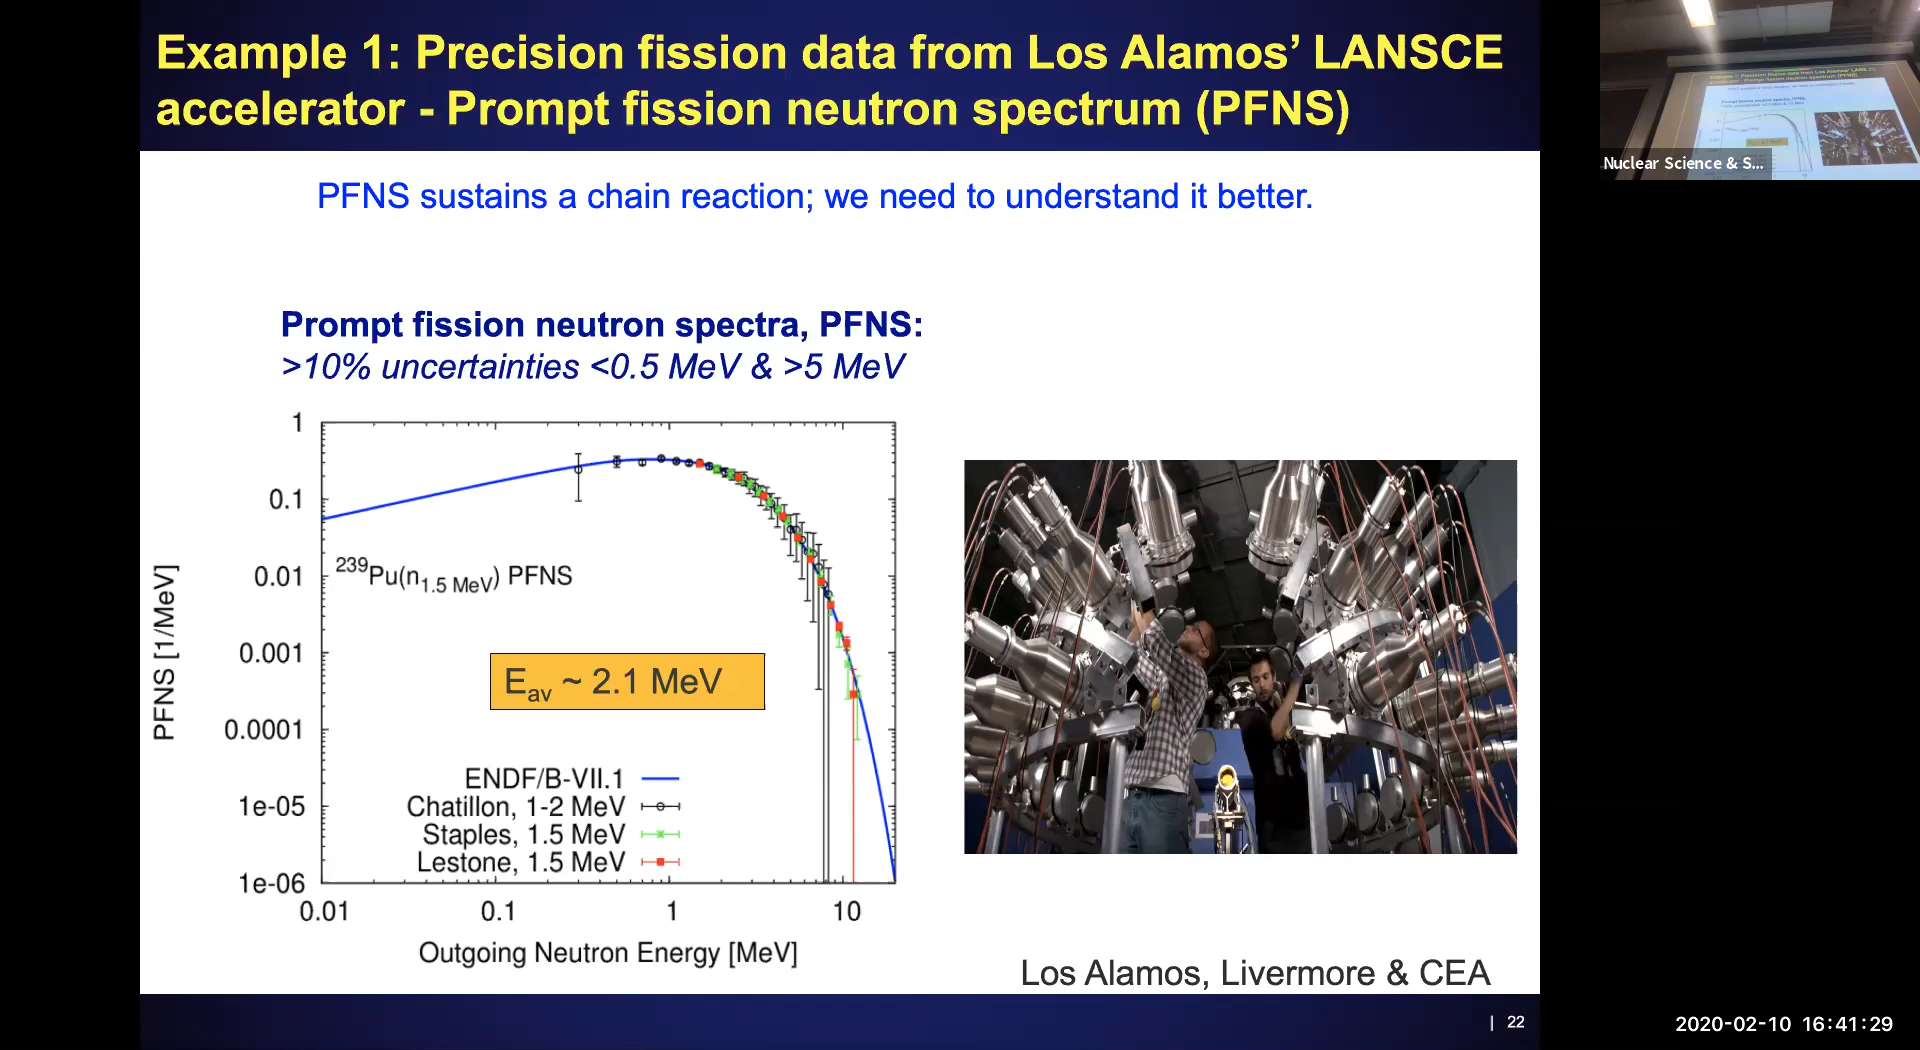 Example 1: Precision fission data from Los Alamos’ LANSCE
accelerator - Prompt fission neutron spectrum (PFNS)
PFNS sustains a chain reaction; we need to understand it better.
Prompt fission neutron spectra, PFNS:
>10% uncertainties <0.5 MeV & >5 MeV
1
0.1
0.01
0.001
0.0001
1e-05
1e-06
PFNS [1/MeV]
239Pu(n1.5 MeV) PFNS
Eav ~ 2.1 MeV
ENDF/B-VII.1
Chatillon, 1-2 MeV
Staples, 1.5 MeV
Lestone, 1.5 MeV
0.01 0.1 1 10
Outgoing Neutron Energy [MeV]
Los Alamos, Livermore & CEA
| 22
Nuclear Science & S...
2020-02-10 16:41:29